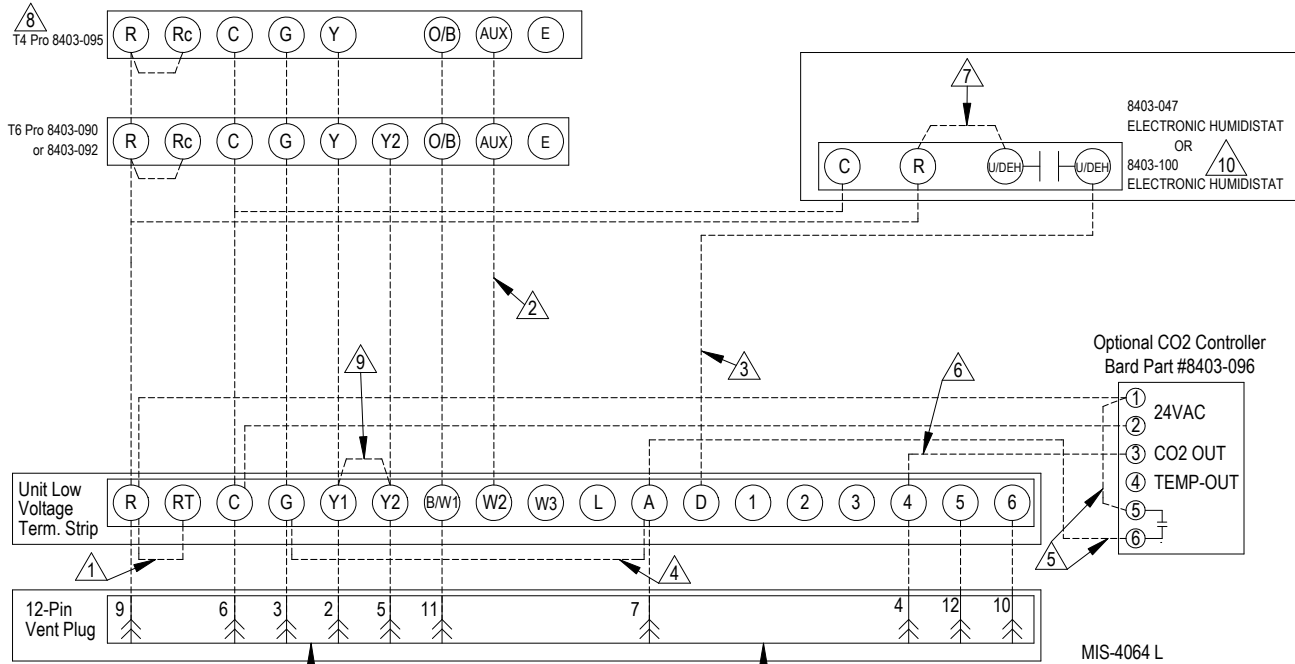 8
T4 Pro 8403-095
R Rc C G Y O/B AUX E
T6 Pro 8403-090
or 8403-092
R Rc C G Y Y2 O/B AUX E
7
8403-047
ELECTRONIC HUMIDISTAT
OR
8403-100
ELECTRONIC HUMIDISTAT
10
C R U/DEH U/DEH
2
9
3
6
Optional CO2 Controller
Bard Part #8403-096
1
24VAC
2
3 CO2 OUT
4 TEMP-OUT
5
6
5
Unit Low
Voltage
Term. Strip
R RT C G Y1 Y2 B/W1 W2 W3 L A D 1 2 3 4 5 6
1
4
12-Pin
Vent Plug
9 6 3 2 5 11 7 4 12 10
MIS-4064 L